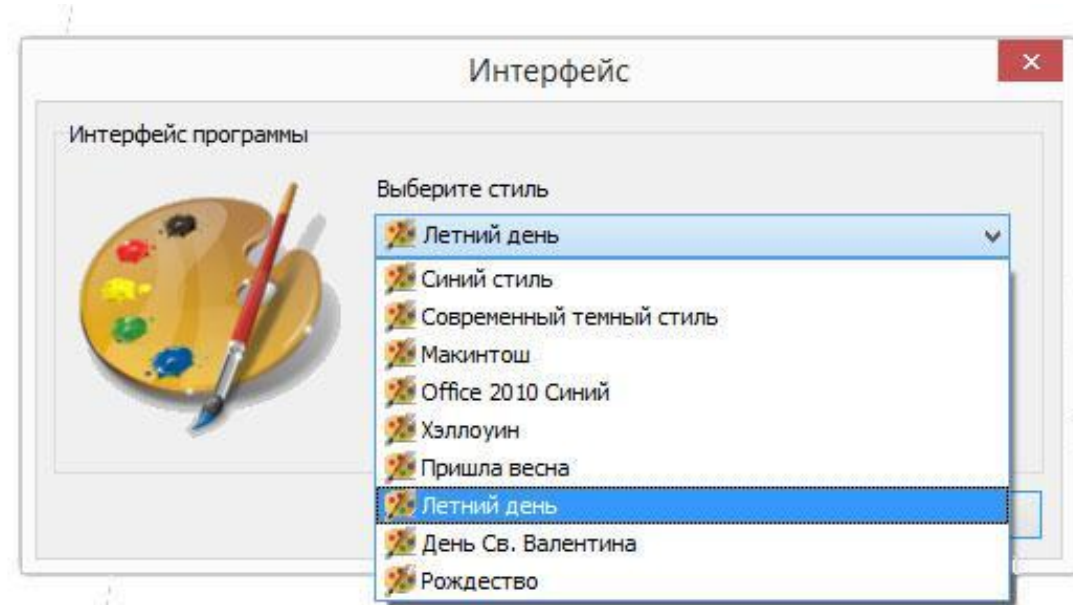 Интерфейс
Интерфейс программы
Выберите стиль
Летний день
Синий стиль
Современный темный стиль
Макинтош
Office 2010 Синий
Хэллоуин
Пришла весна
Летний день
День Св. Валентина
Рождество